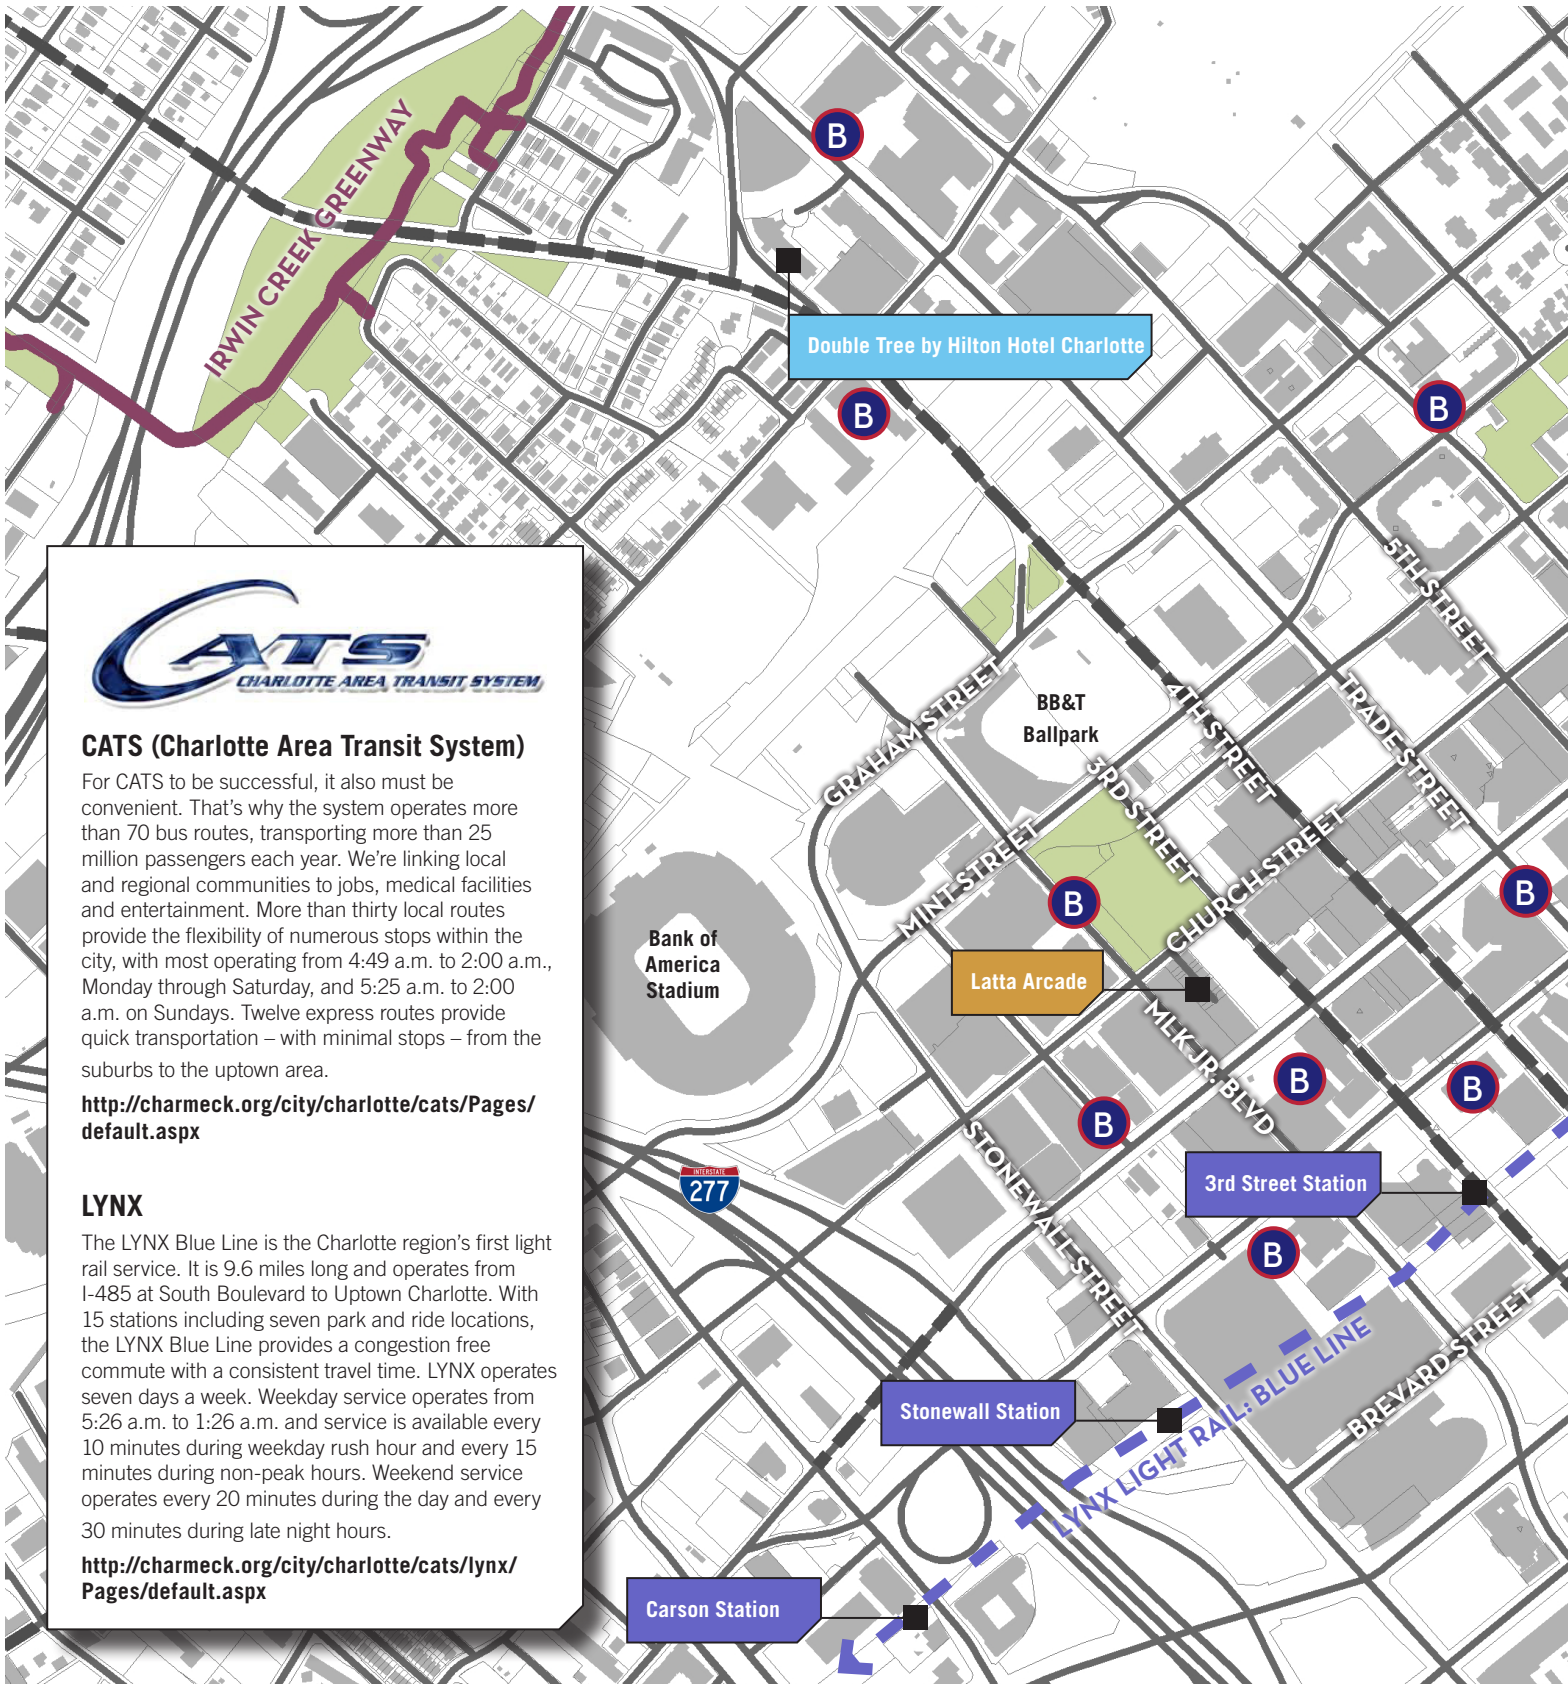 B
IRWIN CREEK GREENWAY
Double Tree by Hilton Hotel Charlotte
B
B
5TH STREET
CATS
CHARLOTTE AREA TRANSIT SYSTEM
CATS (Charlotte Area Transit System)
For CATS to be successful, it also must be
convenient. That’s why the system operates more
than 70 bus routes, transporting more than 25
million passengers each year. We’re linking local
and regional communities to jobs, medical facilities
and entertainment. More than thirty local routes
provide the flexibility of numerous stops within the
city, with most operating from 4:49 a.m. to 2:00 a.m.,
Monday through Saturday, and 5:25 a.m. to 2:00
a.m. on Sundays. Twelve express routes provide
quick transportation – with minimal stops – from the
suburbs to the uptown area.
http://charmeck.org/city/charlotte/cats/Pages/
default.aspx
LYNX
The LYNX Blue Line is the Charlotte region’s first light
rail service. It is 9.6 miles long and operates from
I-485 at South Boulevard to Uptown Charlotte. With
15 stations including seven park and ride locations,
the LYNX Blue Line provides a congestion free
commute with a consistent travel time. LYNX operates
seven days a week. Weekday service operates from
5:26 a.m. to 1:26 a.m. and service is available every
10 minutes during weekday rush hour and every 15
minutes during non-peak hours. Weekend service
operates every 20 minutes during the day and every
30 minutes during late night hours.
http://charmeck.org/city/charlotte/cats/lynx/
Pages/default.aspx
GRAHAM STREET
BB&T
Ballpark
4TH STREET
TRADE STREET
3RD STREET
MINT STREET
CHURCH STREET
B
B
Bank of
America
Stadium
Latta Arcade
MLK JR. BLVD
B
B
B
STONEWALL STREET
INTERSTATE
277
3rd Street Station
B
BREVARD STREET
LYNX LIGHT RAIL: BLUE LINE
Stonewall Station
Carson Station